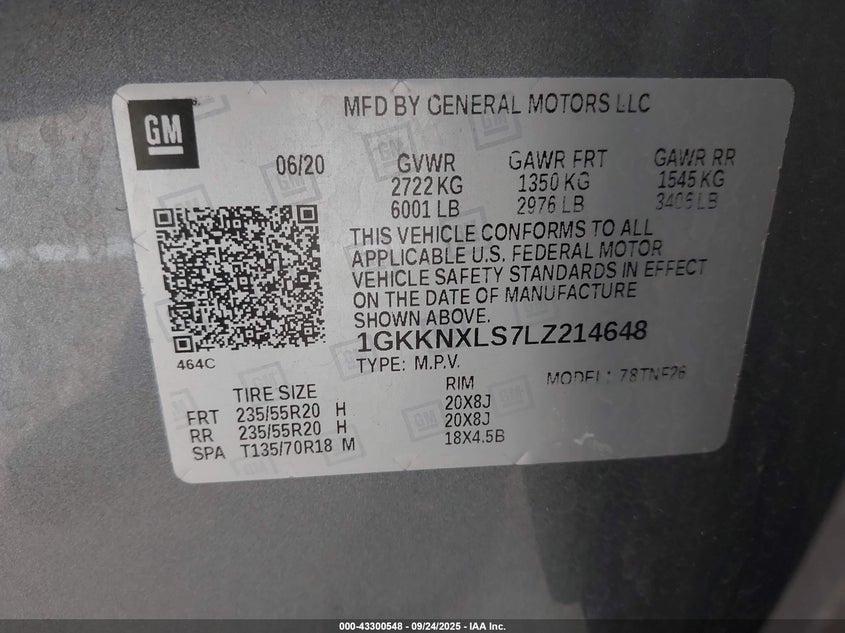 GM
MFD BY GENERAL MOTORS LLC
06/20 GVWR GAWR FRT GAWR RR
2722 KG 1350 KG 1545 KG
6001 LB 2976 LB 3406 LB
THIS VEHICLE CONFORMS TO ALL
APPLICABLE U.S. FEDERAL MOTOR
VEHICLE SAFETY STANDARDS IN EFFECT
ON THE DATE OF MANUFACTURE
SHOWN ABOVE.
1GKKNXLS7LZ214648
464C
TYPE: M.P.V.
MODEL: 78TNF26
TIRE SIZE RIM
FRT 235/55R20 H 20X8J
RR 235/55R20 H 20X8J
SPA T135/70R18 M 18X4.5B
000-43300548 - 09/24/2025 - IAA Inc.